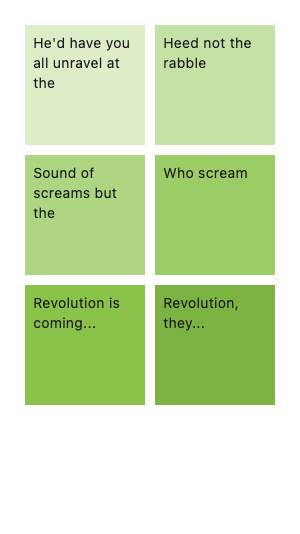 He'd have you
all unravel at
the
Heed not the
rabble
Sound of
screams but
the
Who scream
Revolution is
coming...
Revolution,
they...